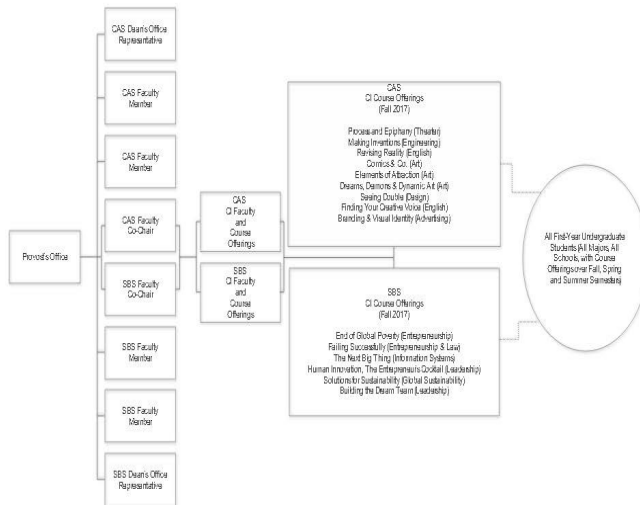 Provost's Office
CAS Dean's Office
Representative
CAS Faculty
Member
CAS Faculty
Member
CAS Faculty
Co-Chair
SBS Faculty
Co-Chair
SBS Faculty
Member
SBS Faculty
Member
SBS Dean's Office
Representative
CAS
CI Faculty
and
Course
Offerings
SBS
CI Faculty
and
Course
Offerings
CAS
CI Course Offerings
(Fall 2017)
Process and Epiphany (Theater)
Making Inventions (Engineering)
Revising Reality (English)
Comics & Co. (Art)
Elements of Attraction (Art)
Dreams, Demons & Dynamic Art (Art)
Seeing Double (Design)
Finding Your Creative Voice (English)
Branding & Visual Identity (Advertising)
SBS
CI Course Offerings
(Fall 2017)
End of Global Poverty (Entrepreneurship)
Failing Successfully (Entrepreneurship & Law)
The Next Big Thing (Information Systems)
Human Innovation, The Entrepreneur's Cocktail (Leadership)
Solutions for Sustainability (Global Sustainability)
Building the Dream Team (Leadership)
All First-Year Undergraduate
Students (All Majors, All
Schools, with Course
Offerings over Fall, Spring
and Summer Semesters)